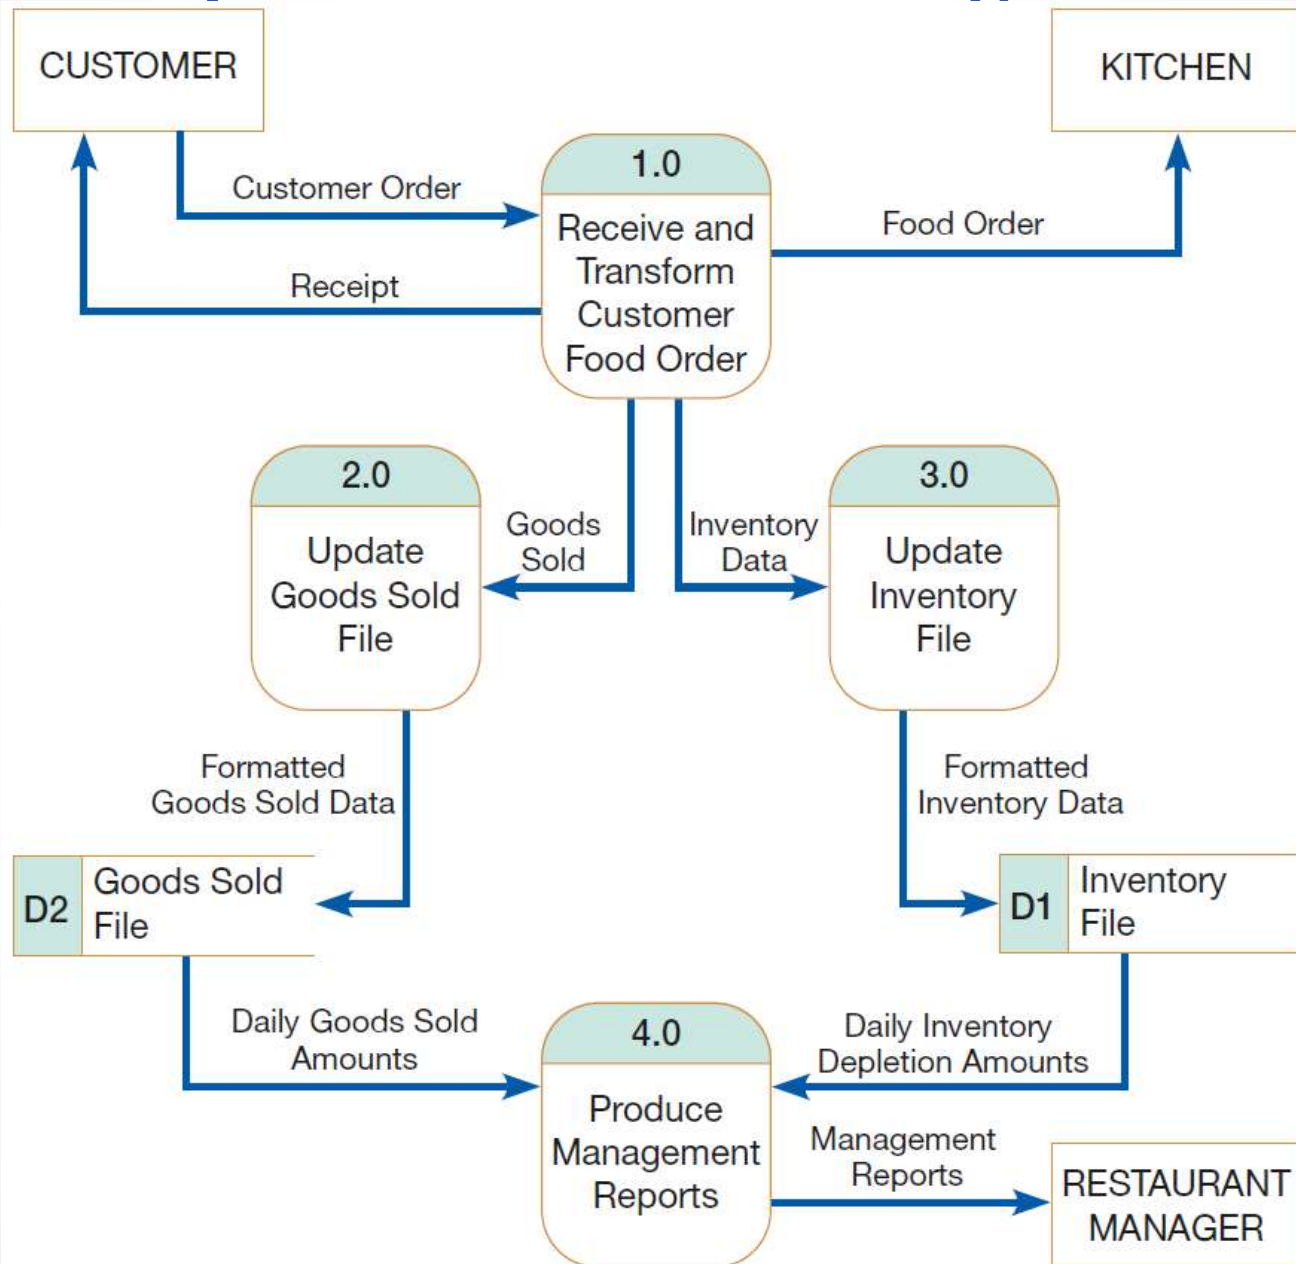 CUSTOMER
KITCHEN
1.0
Receive and
Transform
Customer
Food Order
Customer Order
Receipt
Food Order
2.0
Update
Goods Sold
File
Goods
Sold
Inventory
Data
3.0
Update
Inventory
File
Formatted
Goods Sold Data
Formatted
Inventory Data
D2
Goods Sold
File
D1
Inventory
File
Daily Goods Sold
Amounts
4.0
Produce
Management
Reports
Daily Inventory
Depletion Amounts
Management
Reports
RESTAURANT
MANAGER